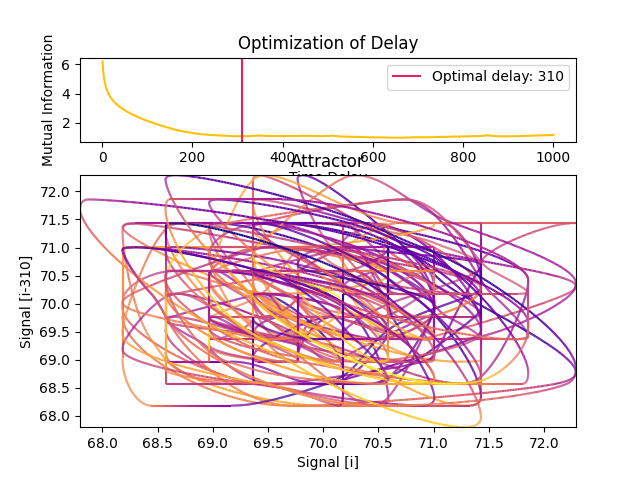 Optimization of Delay
Mutual Information
6
4
2
Optimal delay: 310
0 200 400 600 800 1000
Time Delay
Attractor
Signal [i-310]
72.0
71.5
71.0
70.5
70.0
69.5
69.0
68.5
68.0
68.0 68.5 69.0 69.5 70.0 70.5 71.0 71.5 72.0
Signal [i]